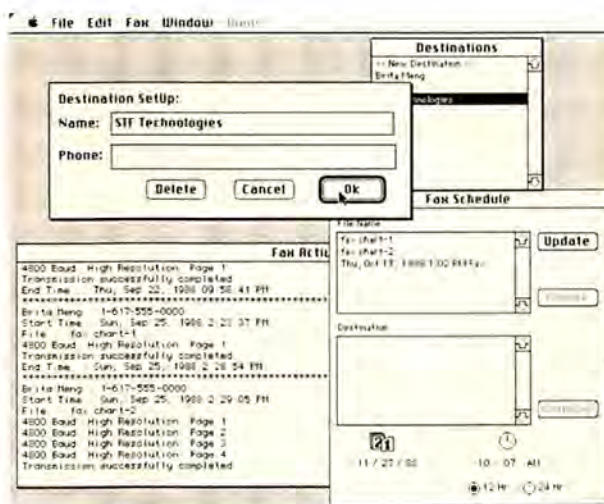 File Edit Fax Window
Destinations
New Destination
Brita Meng
Destination SetUp:
Name: STF Technologies
Phone:
Delete Cancel Ok
Fax Schedule
File Name
fax chart-1
fax chart-2
Update
Destination
11 / 27 / 88
10 : 07 AM
12 Hr 24 Hr
4800 Baud High Resolution Page 1
Transmission successfully completed
End Time Thu, Sep 22, 1988 09 58 41 PM
Brita Meng 1-617-555-0000
Start Time Sun, Sep 25, 1988 2 27 37 PM
File fax chart-1
4800 Baud High Resolution Page 1
Transmission successfully completed
End Time Sun, Sep 25, 1988 2 28 54 PM
Brita Meng 1-617-555-0000
Start Time Sun, Sep 25, 1988 2 29 05 PM
File fax chart-2
4800 Baud High Resolution Page 1
4800 Baud High Resolution Page 2
4800 Baud High Resolution Page 3
4800 Baud High Resolution Page 4
Transmission successfully completed